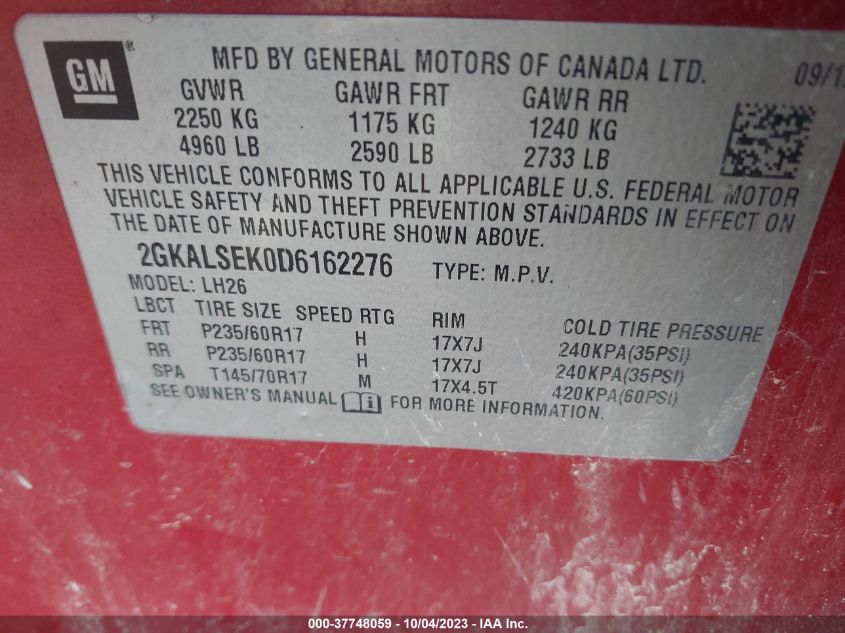 GM
®
MFD BY GENERAL MOTORS OF CANADA LTD.
GVWR GAWR FRT GAWR RR
2250 KG 1175 KG 1240 KG
4960 LB 2590 LB 2733 LB
THIS VEHICLE CONFORMS TO ALL APPLICABLE U.S. FEDERAL MOTOR
VEHICLE SAFETY AND THEFT PREVENTION STANDARDS IN EFFECT ON
THE DATE OF MANUFACTURE SHOWN ABOVE.
2GKALSEK0D6162276 TYPE: M.P.V.
MODEL: LH26
LBCT TIRE SIZE SPEED RTG RIM COLD TIRE PRESSURE
FRT P235/60R17 H 17X7J 240KPA(35PSI)
RR P235/60R17 H 17X7J 240KPA(35PSI)
SPA T145/70R17 M 17X4.5T 420KPA(60PSI)
SEE OWNER'S MANUAL FOR MORE INFORMATION.
000-37748059 - 10/04/2023 - IAA Inc.